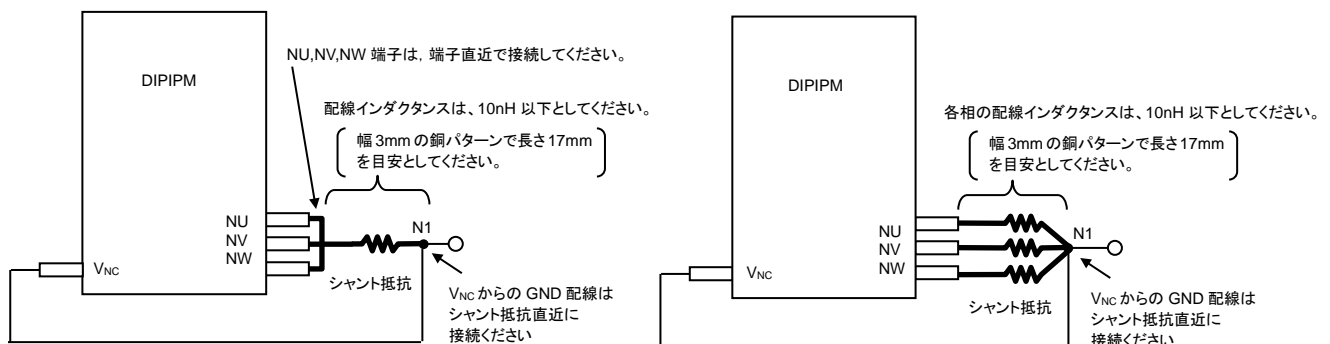 NU,NV,NW 端子は，端子直近で接続してください。
DIPIPM
配線インダクタンスは、10nH 以下としてください。
幅 3mm の銅パターンで長さ 17mm
を目安としてください。
NU
NV
NW
N1
VNC
シャント抵抗
VNC からの GND 配線は
シャント抵抗直近に
接続ください
DIPIPM
各相の配線インダクタンスは、10nH 以下としてください。
幅 3mm の銅パターンで長さ 17mm
を目安としてください。
NU
NV
NW
N1
VNC
シャント抵抗
VNC からの GND 配線は
シャント抵抗直近に
接続ください